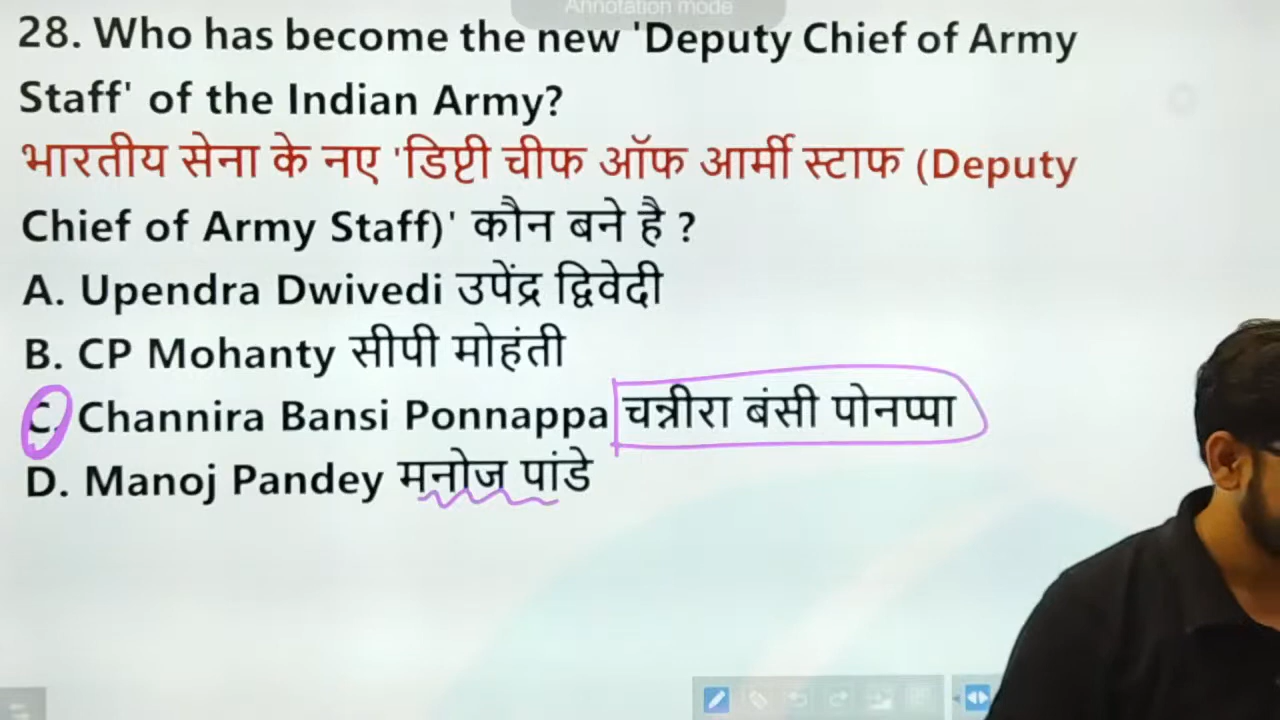 Annotation mode
28. Who has become the new 'Deputy Chief of Army
Staff' of the Indian Army?
भारतीय सेना के नए 'डिप्टी चीफ ऑफ आर्मी स्टाफ (Deputy
Chief of Army Staff)' कौन बने है ?
A. Upendra Dwivedi उपेंद्र द्विवेदी
B. CP Mohanty सीपी मोहंती
C. Channira Bansi Ponnappa चन्नीरा बंसी पोनप्पा
D. Manoj Pandey मनोज पांडे